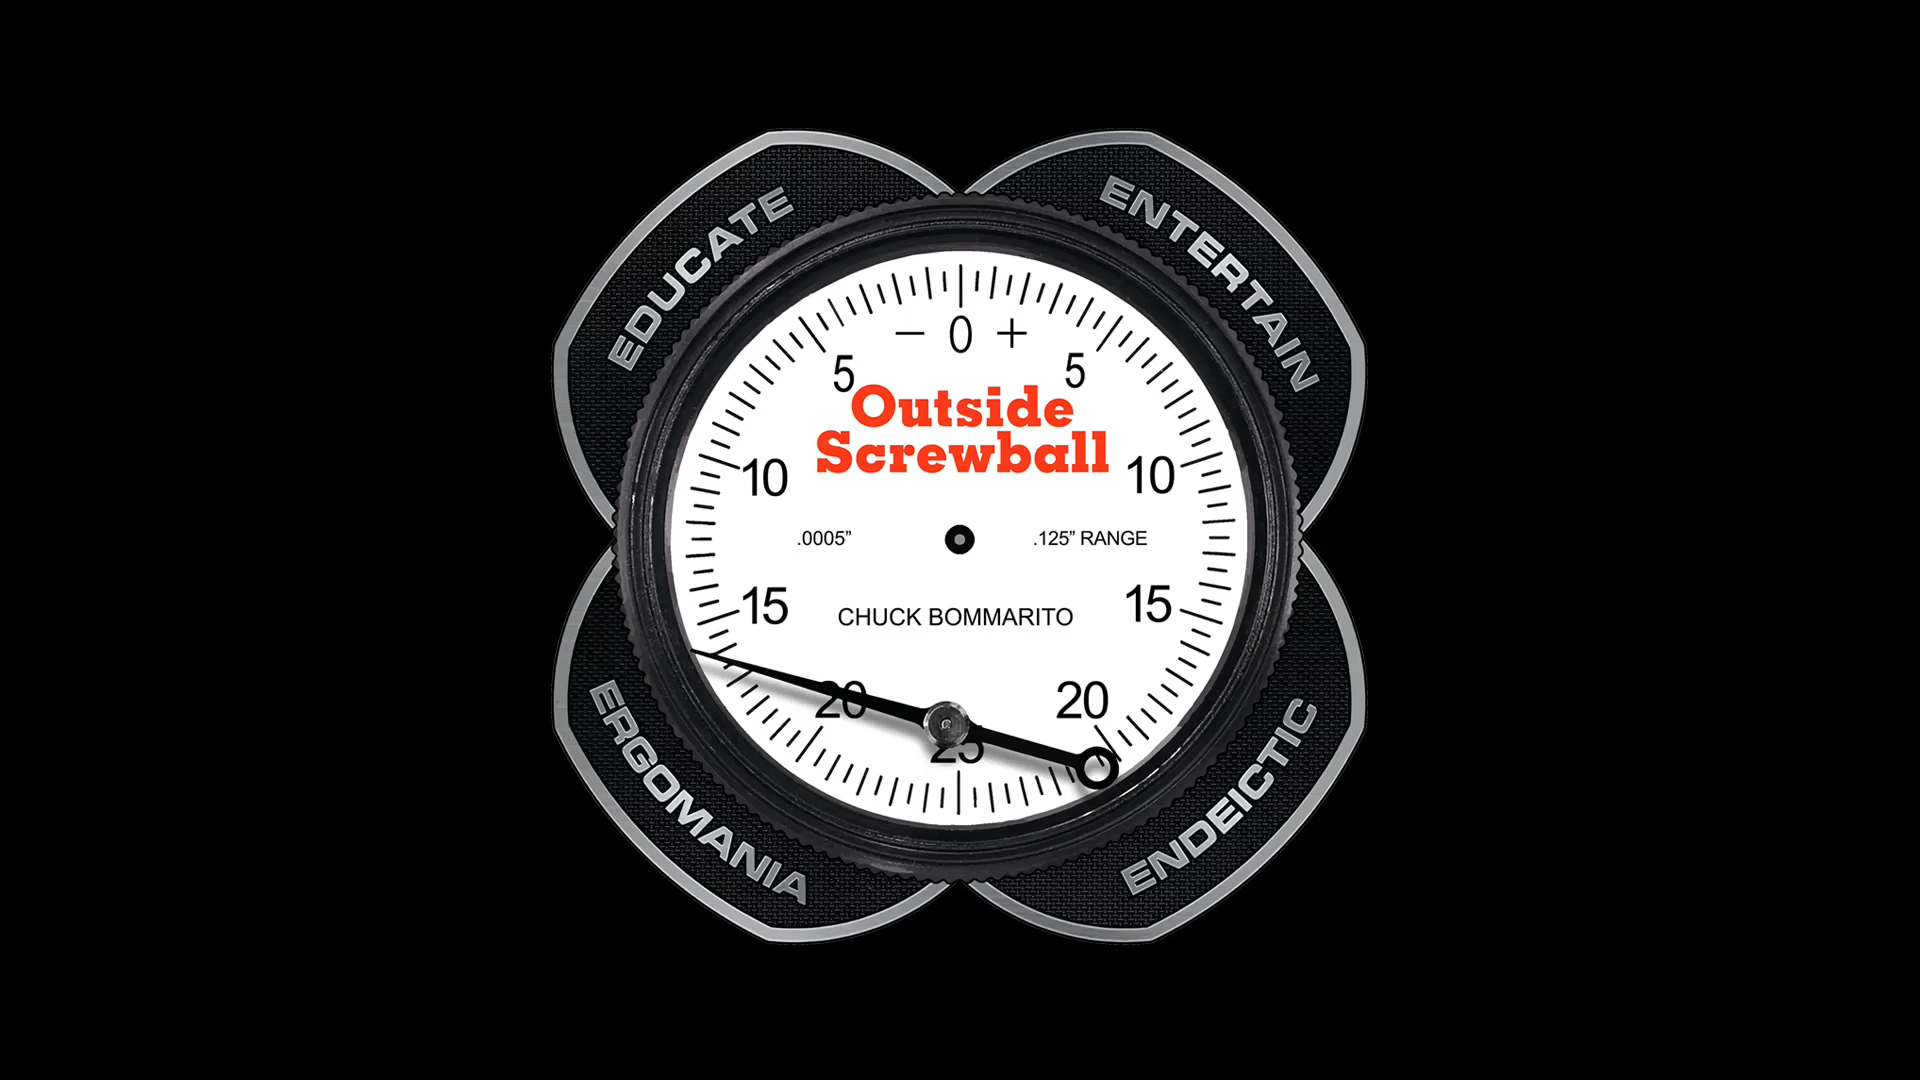 EDUCATE
ENTERTAIN
− 0 +
5 5
Outside
Screwball
10 10
.0005” .125” RANGE
15 15
CHUCK BOMMARITO
20 20
25
ERGOMANIA
ENDEICTIC